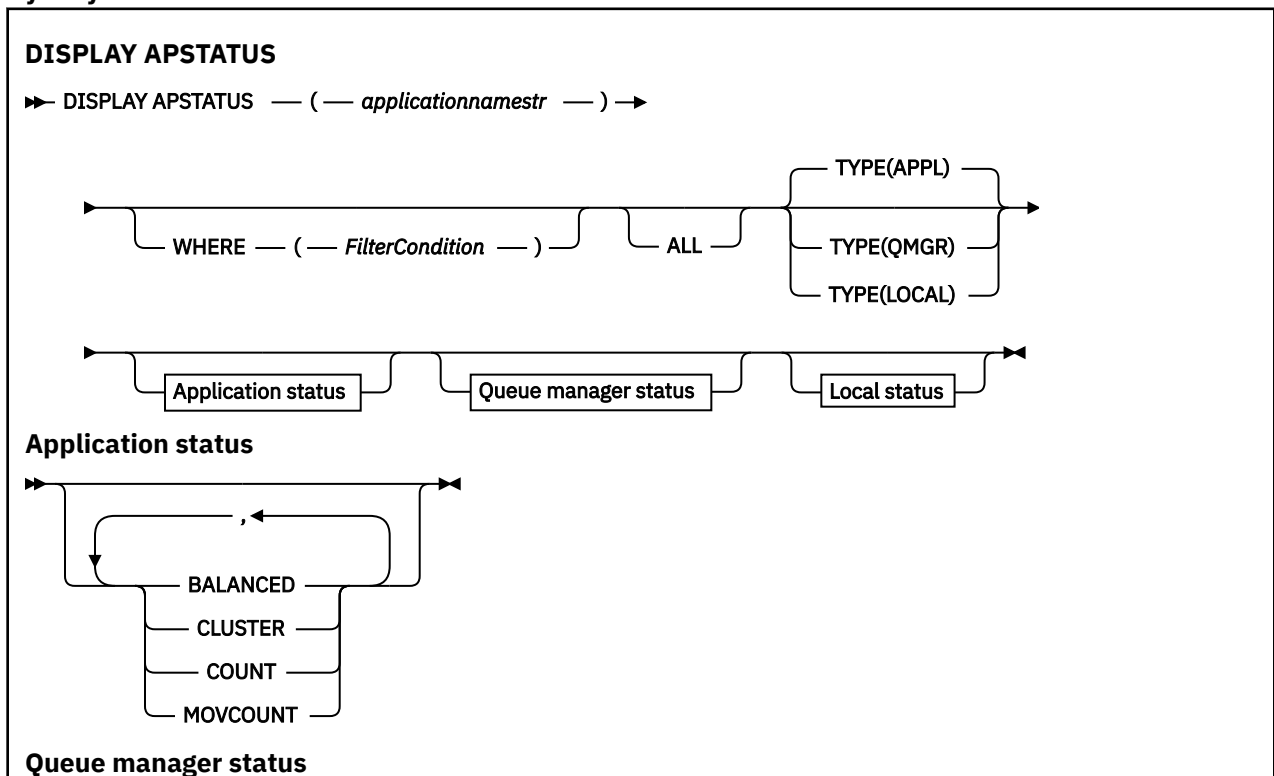 DISPLAY APSTATUS
DISPLAY APSTATUS ( applicationnamestr )
TYPE(APPL)
WHERE ( FilterCondition ) ALL TYPE(QMGR)
TYPE(LOCAL)
Application status Queue manager status Local status
Application status
,
BALANCED
CLUSTER
COUNT
MOVCOUNT
Queue manager status